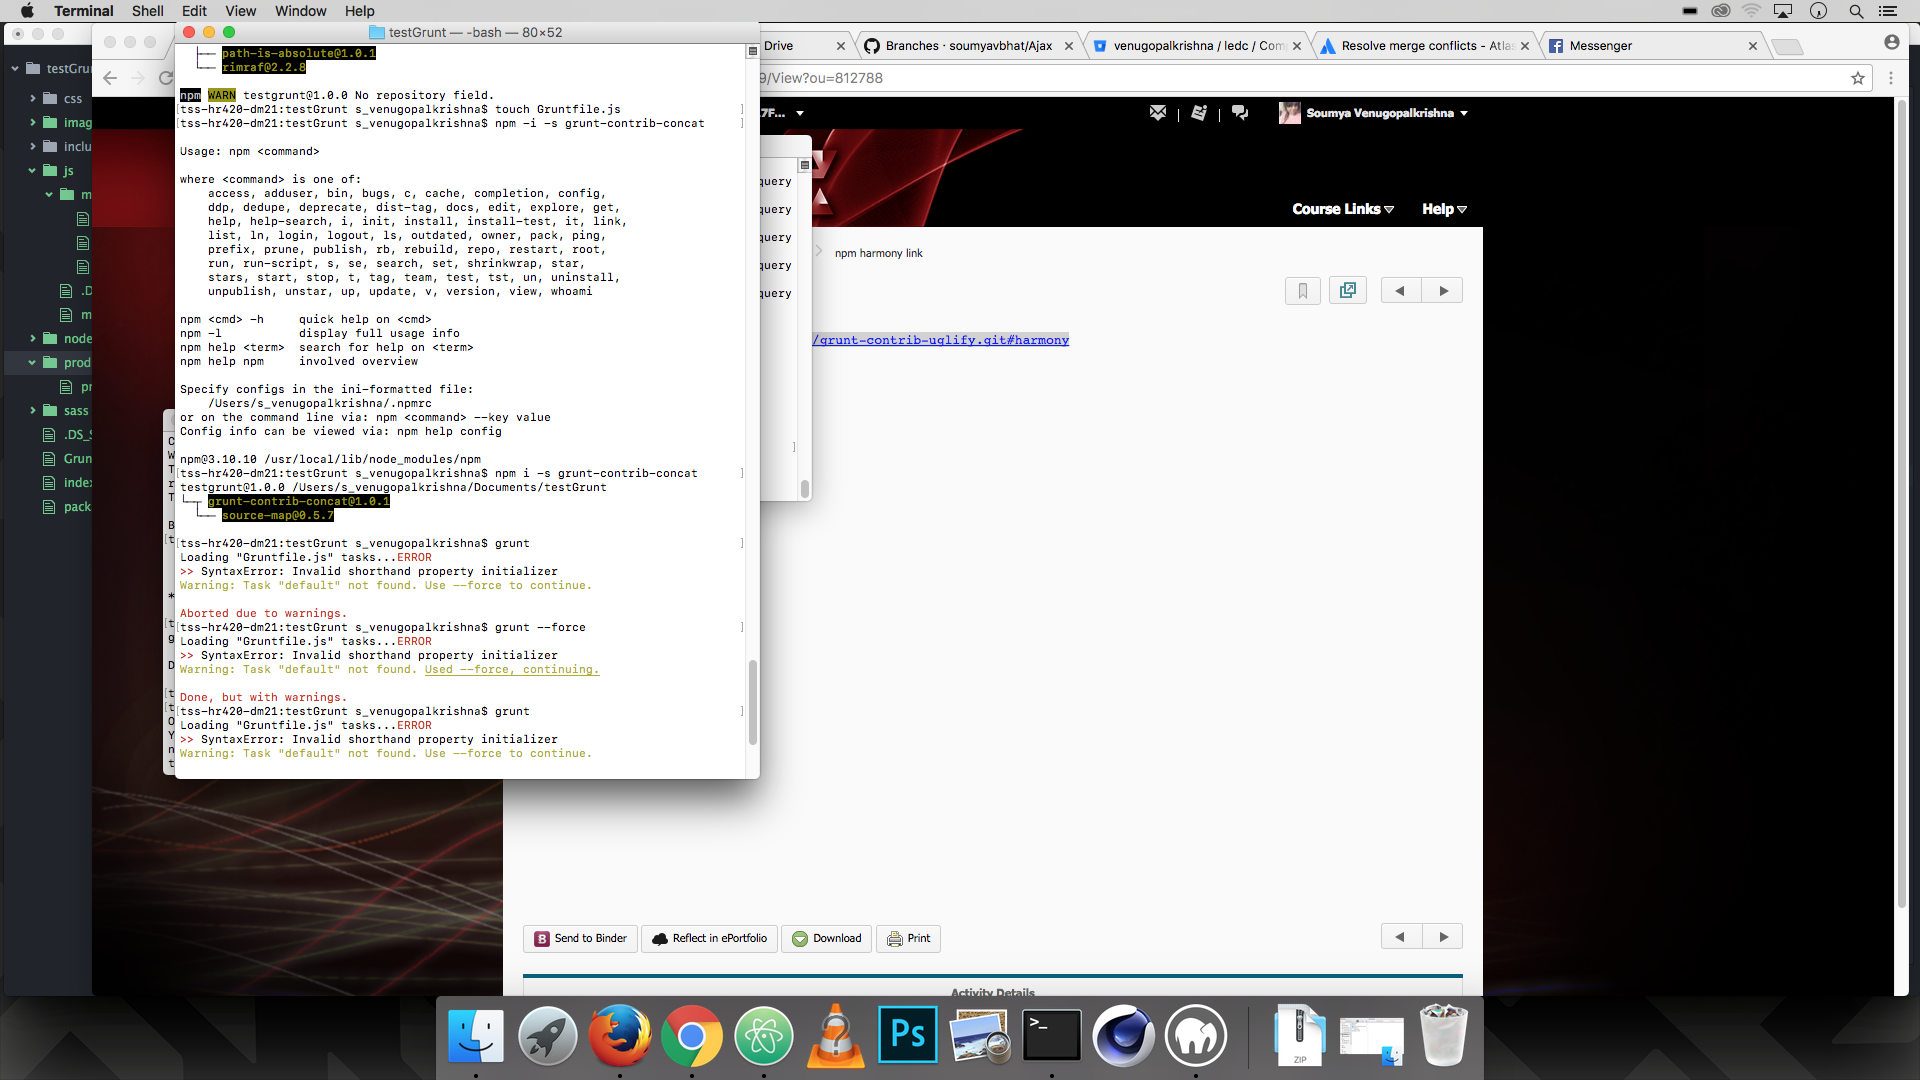 Terminal Shell Edit View Window Help
testGrunt — -bash — 80×52
Drive
Branches · soumyavbhat/Ajax
venugopalkrishna / ledc / Com
Resolve merge conflicts - Atlas
Messenger
9/View?ou=812788
testGru
css
imag
inclu
js
m
.D
m
node
prod
pr
sass
.DS_S
Grun
index
pack
path-is-absolute@1.0.1
rimraf@2.2.8
npm WARN testgrunt@1.0.0 No repository field.
[tss-hr420-dm21:testGrunt s_venugopalkrishna$ touch Gruntfile.js ]
[tss-hr420-dm21:testGrunt s_venugopalkrishna$ npm -i -s grunt-contrib-concat ]
Usage: npm <command>
where <command> is one of:
access, adduser, bin, bugs, c, cache, completion, config,
ddp, dedupe, deprecate, dist-tag, docs, edit, explore, get,
help, help-search, i, init, install, install-test, it, link,
list, ln, login, logout, ls, outdated, owner, pack, ping,
prefix, prune, publish, rb, rebuild, repo, restart, root,
run, run-script, s, se, search, set, shrinkwrap, star,
stars, start, stop, t, tag, team, test, tst, un, uninstall,
unpublish, unstar, up, update, v, version, view, whoami
npm <cmd> -h quick help on <cmd>
npm -l display full usage info
npm help <term> search for help on <term>
npm help npm involved overview
Specify configs in the ini-formatted file:
/Users/s_venugopalkrishna/.npmrc
or on the command line via: npm <command> --key value
Config info can be viewed via: npm help config
npm@3.10.10 /usr/local/lib/node_modules/npm
[tss-hr420-dm21:testGrunt s_venugopalkrishna$ npm i -s grunt-contrib-concat ]
testgrunt@1.0.0 /Users/s_venugopalkrishna/Documents/testGrunt
grunt-contrib-concat@1.0.1
source-map@0.5.7
[tss-hr420-dm21:testGrunt s_venugopalkrishna$ grunt ]
Loading "Gruntfile.js" tasks...ERROR
>> SyntaxError: Invalid shorthand property initializer
Warning: Task "default" not found. Use --force to continue.
Aborted due to warnings.
[tss-hr420-dm21:testGrunt s_venugopalkrishna$ grunt --force ]
Loading "Gruntfile.js" tasks...ERROR
>> SyntaxError: Invalid shorthand property initializer
Warning: Task "default" not found. Used --force, continuing.
Done, but with warnings.
[tss-hr420-dm21:testGrunt s_venugopalkrishna$ grunt ]
Loading "Gruntfile.js" tasks...ERROR
>> SyntaxError: Invalid shorthand property initializer
Warning: Task "default" not found. Use --force to continue.
query
query
query
query
query
7F...
Soumya Venugopalkrishna
Course Links
Help
npm harmony link
/grunt-contrib-uglify.git#harmony
Send to Binder
Reflect in ePortfolio
Download
Print
Activity Details
Ps
ZIP